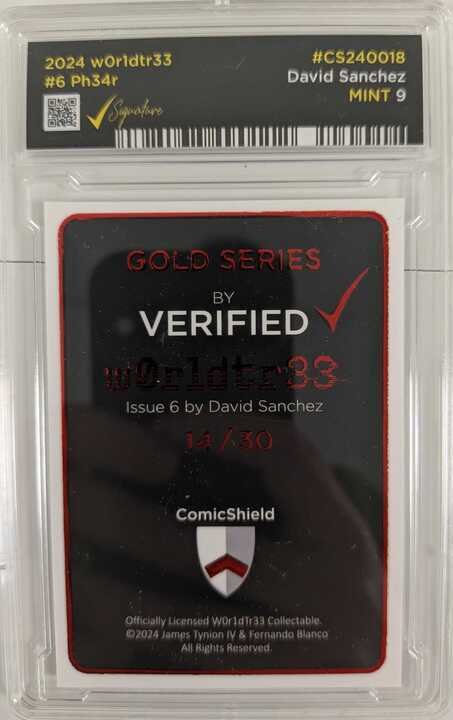 2024 w0r1dtr33
#6 Ph34r
Signature
#CS240018
David Sanchez
MINT 9
GOLD SERIES
BY
VERIFIED
w0r1dtr33
Issue 6 by David Sanchez
14/30
ComicShield
Officially Licensed W0r1dTr33 Collectable.
©2024 James Tynion IV & Fernando Blanco
All Rights Reserved.